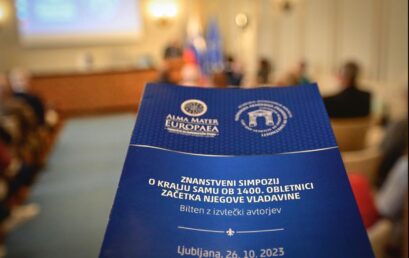 ALMA MATER
EUROPAEA
ZNANSTVENI SIMPOZIJ
O KRALJU SAMU OB 1400. OBLETNICI
ZAČETKA NJEGOVE VLADAVINE
Bilten z izvlečki avtorjev
Ljubljana, 26. 10. 2023